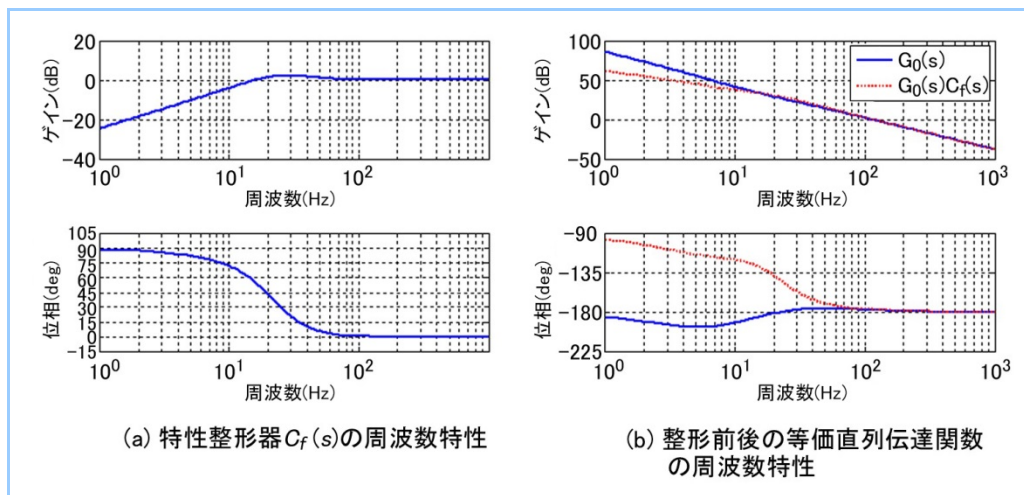 20
0
-20
-40
ゲイン(dB)
10^0
10^1
10^2
周波数(Hz)
100
50
0
-50
ゲイン(dB)
G_0(s)
G_0(s)C_f(s)
10^0
10^1
10^2
10^3
周波数(Hz)
105
90
75
60
45
30
15
0
-15
位相(deg)
10^0
10^1
10^2
周波数(Hz)
-90
-135
-180
-225
位相(deg)
10^0
10^1
10^2
10^3
周波数(Hz)
(a) 特性整形器C_f (s)の周波数特性
(b) 整形前後の等価直列伝達関数
の周波数特性